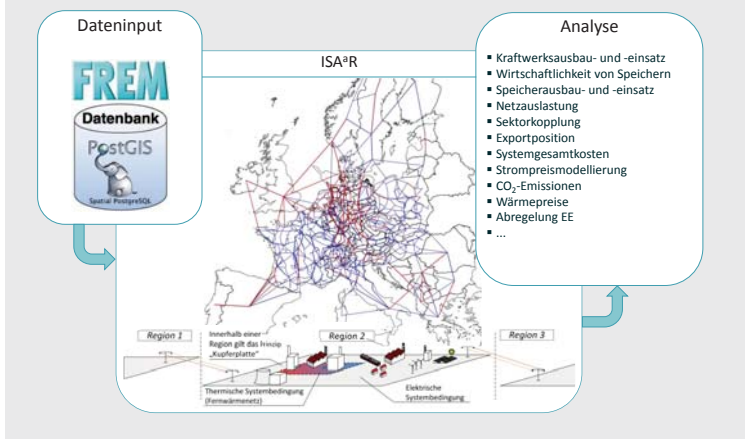 Dateninput
FREM
Datenbank
PostGIS
Spatial PostgreSQL
ISAaR
Analyse
▪ Kraftwerksausbau- und -einsatz
▪ Wirtschaftlichkeit von Speichern
▪ Speicherausbau- und -einsatz
▪ Netzauslastung
▪ Sektorkopplung
▪ Exportposition
▪ Systemgesamtkosten
▪ Strompreismodellierung
▪ CO₂-Emissionen
▪ Wärmepreise
▪ Abregelung EE
▪ ...
Region 1
Innerhalb einer
Region gilt das Prinzip
„Kupferplatte"
Region 2
Region 3
Thermische Systembedingung
(Fernwärmenetz)
Elektrische
Systembedingung